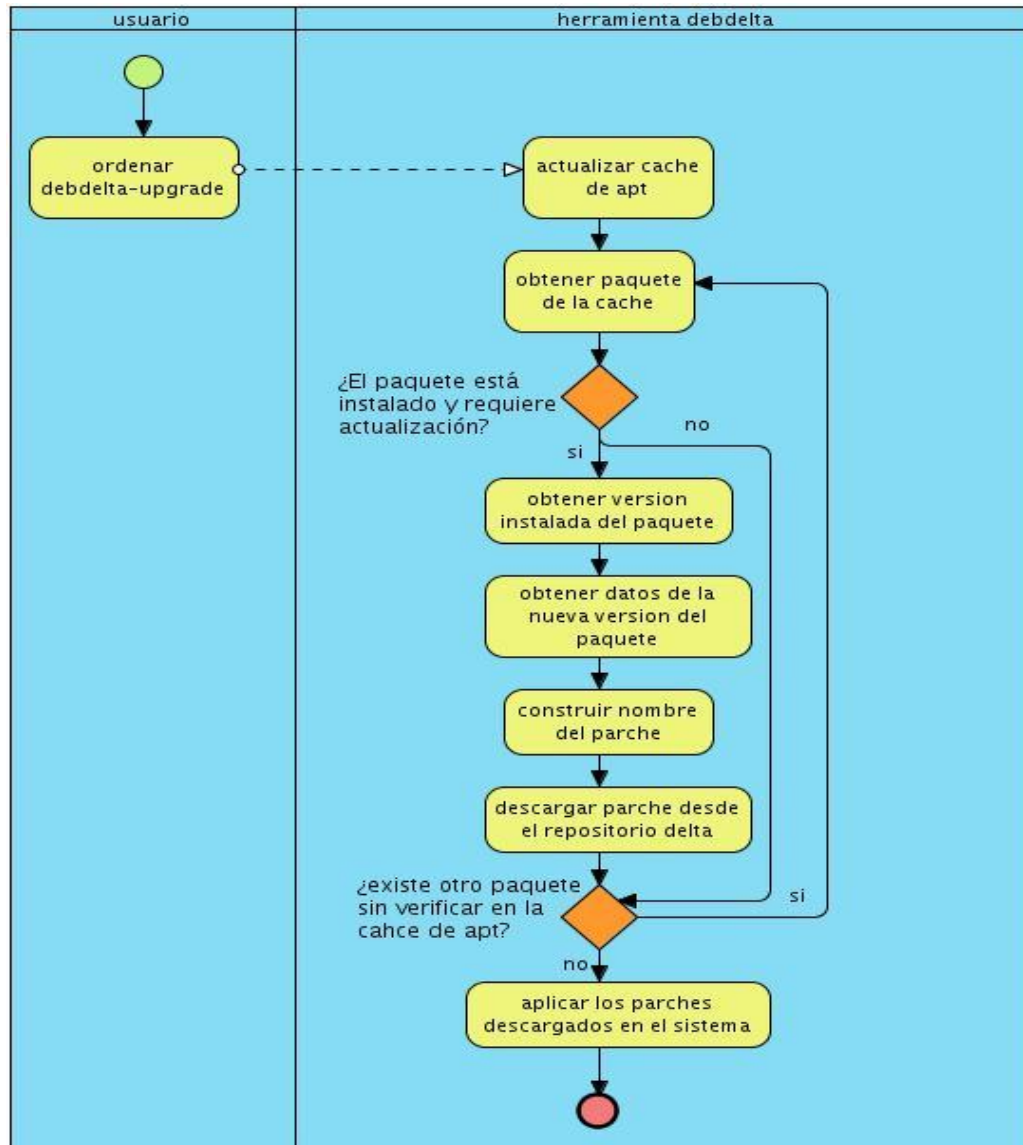 usuario
herramienta debdelta
ordenar
debdelta-upgrade
actualizar cache
de apt
obtener paquete
de la cache
¿El paquete está
instalado y requiere
actualización?
no
si
obtener version
instalada del paquete
obtener datos de la
nueva version del
paquete
construir nombre
del parche
descargar parche desde
el repositorio delta
¿existe otro paquete
sin verificar en la
cahce de apt?
si
no
aplicar los parches
descargados en el sistema